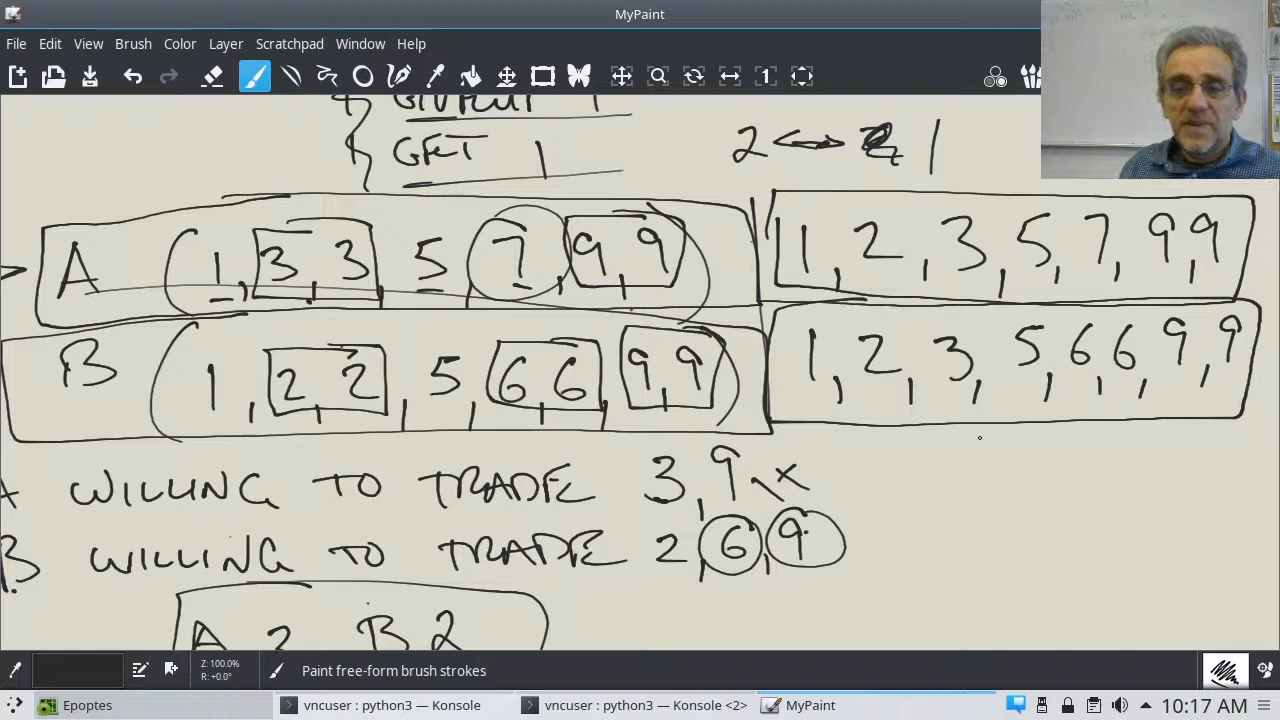 MyPaint
File Edit View Brush Color Layer Scratchpad Window Help
GET 1
2 ↔ 1
A (1, 3, 3, 5, 7, 9, 9) 1, 2, 3, 5, 7, 9, 9
B (1, 2, 2, 5, 6, 6, 9, 9) 1, 2, 3, 5, 6, 6, 9, 9
A WILLING TO TRADE 3, 9, x
B WILLING TO TRADE 2, 6, 9
A 3 B 2
Z: 100.0%
R: +0.0°
Paint free-form brush strokes
Epoptes vncuser : python3 — Konsole vncuser : python3 — Konsole <2> MyPaint 10:17 AM